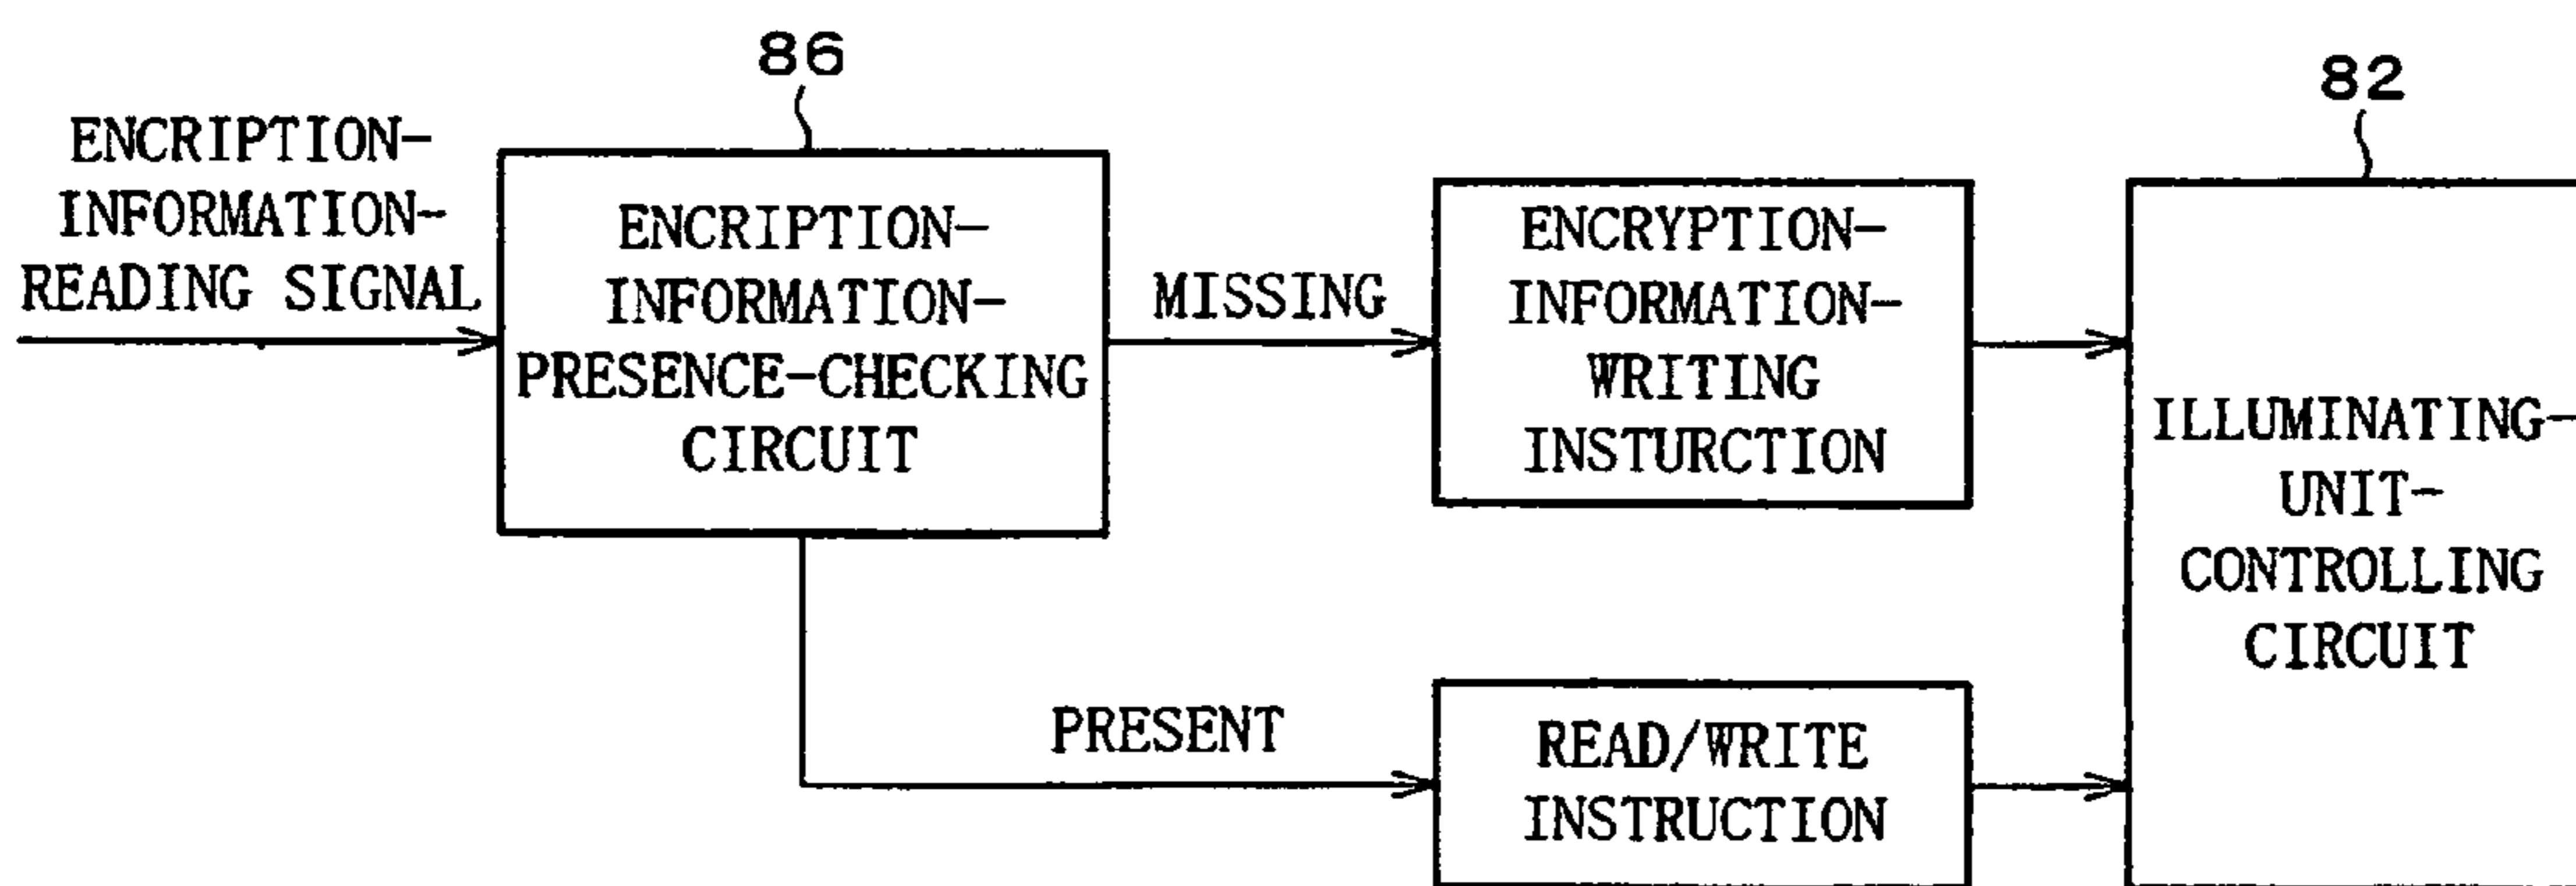 86
82
ENCRIPTION-
INFORMATION-
READING SIGNAL
ENCRIPTION-
INFORMATION-
PRESENCE-CHECKING
CIRCUIT
MISSING
ENCRYPTION-
INFORMATION-
WRITING
INSTURCTION
ILLUMINATING-
UNIT-
CONTROLLING
CIRCUIT
PRESENT
READ/WRITE
INSTRUCTION